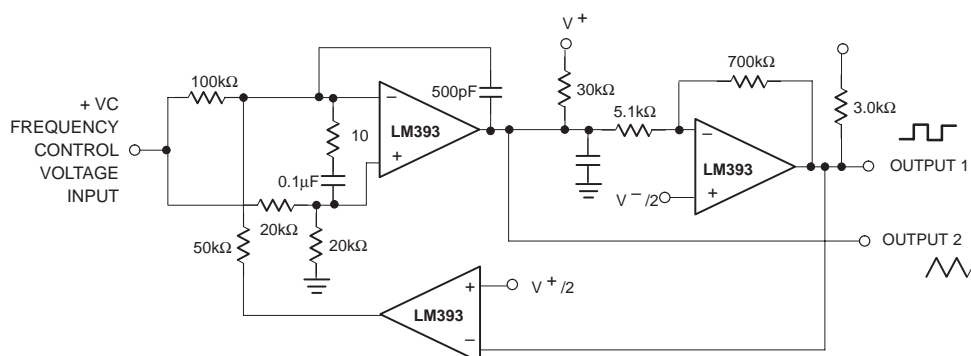 V +
700kΩ
100kΩ
500pF
30kΩ
5.1kΩ
3.0kΩ
+ VC
FREQUENCY
CONTROL
VOLTAGE
INPUT
−
LM393
+
10
0.1µF
−
LM393
+
V − /2
OUTPUT 1
20kΩ
50kΩ
20kΩ
OUTPUT 2
+
V + /2
LM393
−